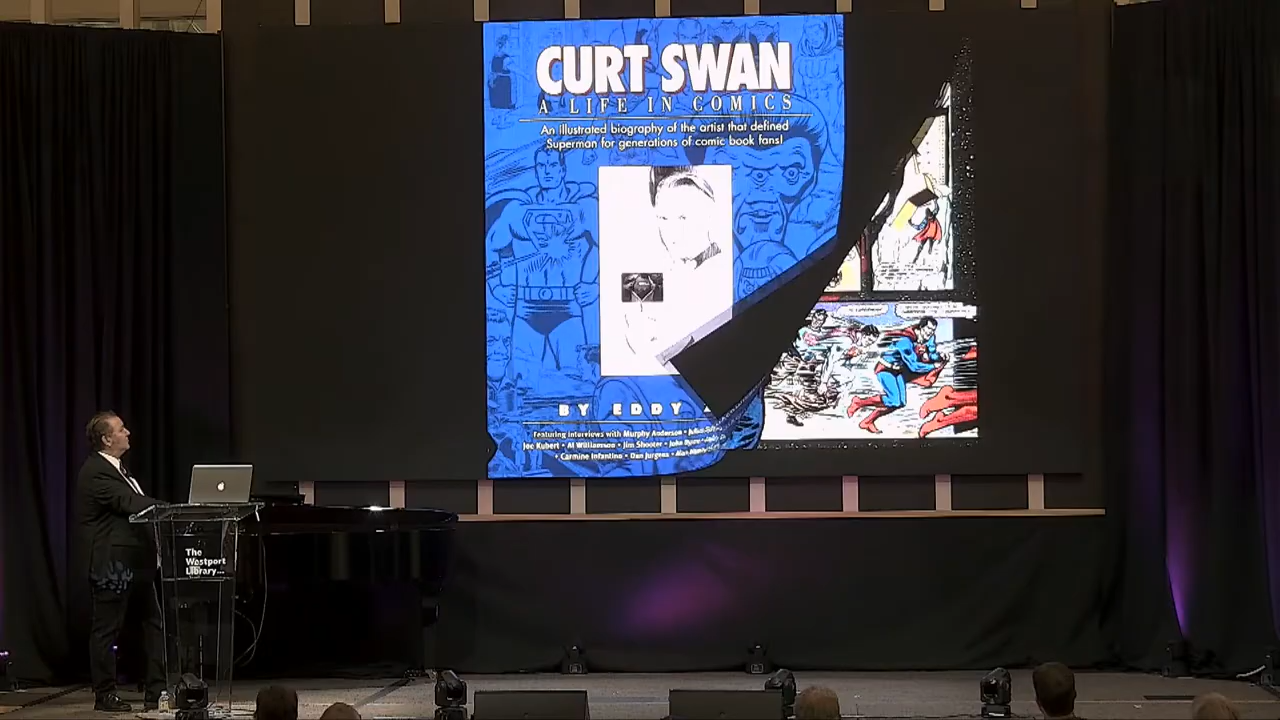 CURT SWAN
A LIFE IN COMICS
An illustrated biography of the artist that defined
Superman for generations of comic book fans!
BY EDDY
Featuring interviews with Murphy Anderson •
Joe Kubert • Al Williamson • Jim Shooter • John
• Carmine Infantino • Dan Jurgens •
The
Westport
Library...